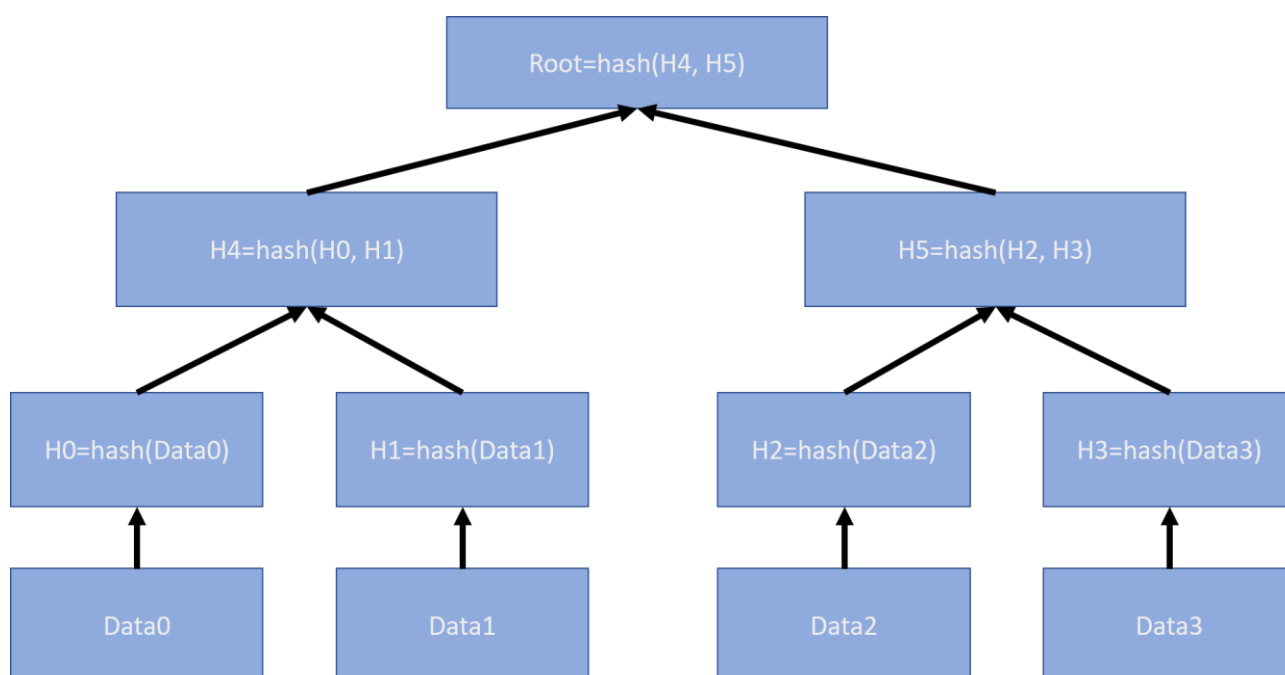 Root=hash(H4, H5)
H4=hash(H0, H1)
H5=hash(H2, H3)
H0=hash(Data0)
H1=hash(Data1)
H2=hash(Data2)
H3=hash(Data3)
Data0
Data1
Data2
Data3